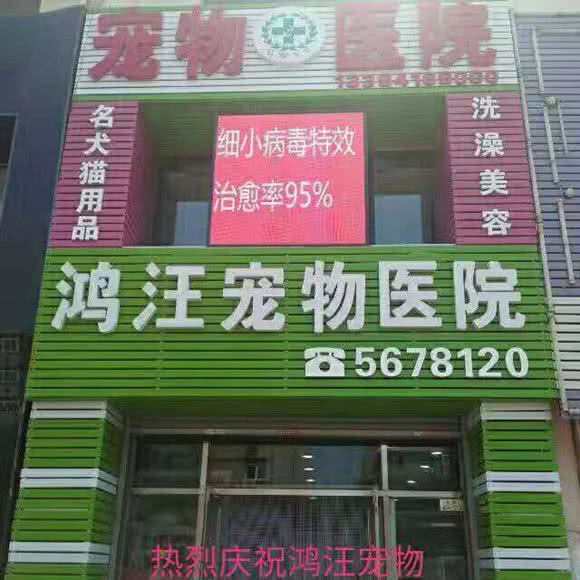 宠物 医院
名犬猫用品
细小病毒特效
治愈率95%
洗澡美容
鸿汪宠物医院
☎5678120
热烈庆祝鸿汪宠物